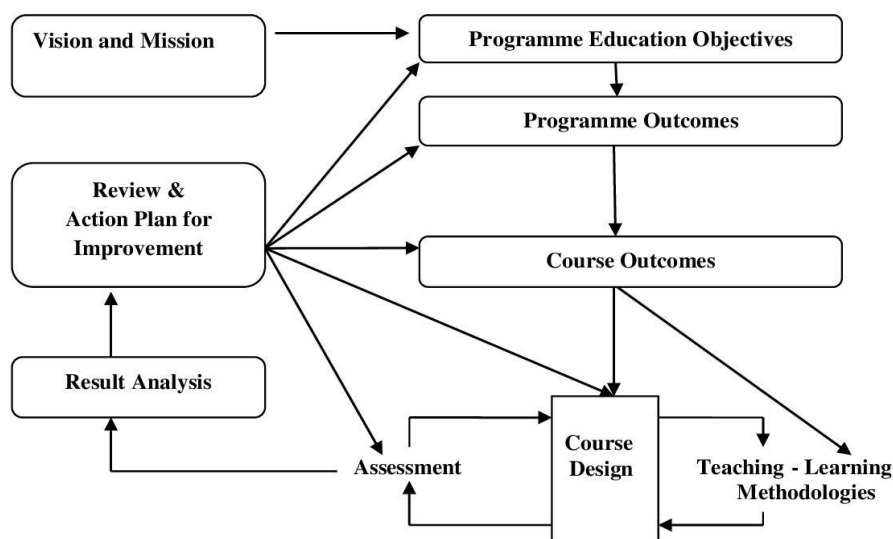 Vision and Mission
Programme Education Objectives
Programme Outcomes
Review &
Action Plan for
Improvement
Course Outcomes
Result Analysis
Assessment
Course
Design
Teaching - Learning
Methodologies